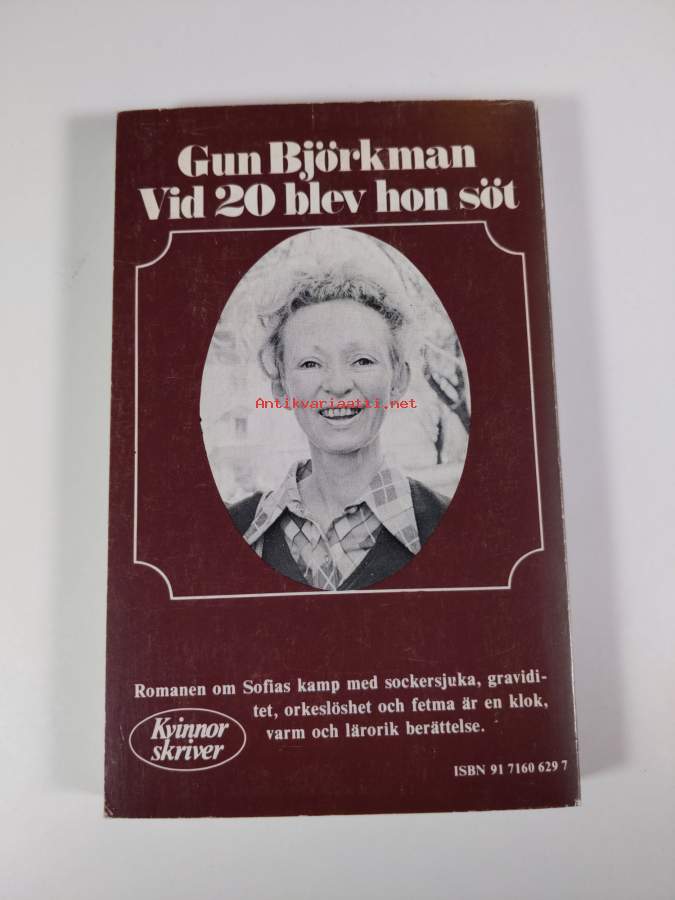 Gun Björkman
Vid 20 blev hon söt
Antikvariaatti.net
Romanen om Sofias kamp med sockersjuka, gravidi-
tet, orkeslöshet och fetma är en klok,
varm och lärorik berättelse.
Kvinnor
skriver
ISBN 91 7160 629 7